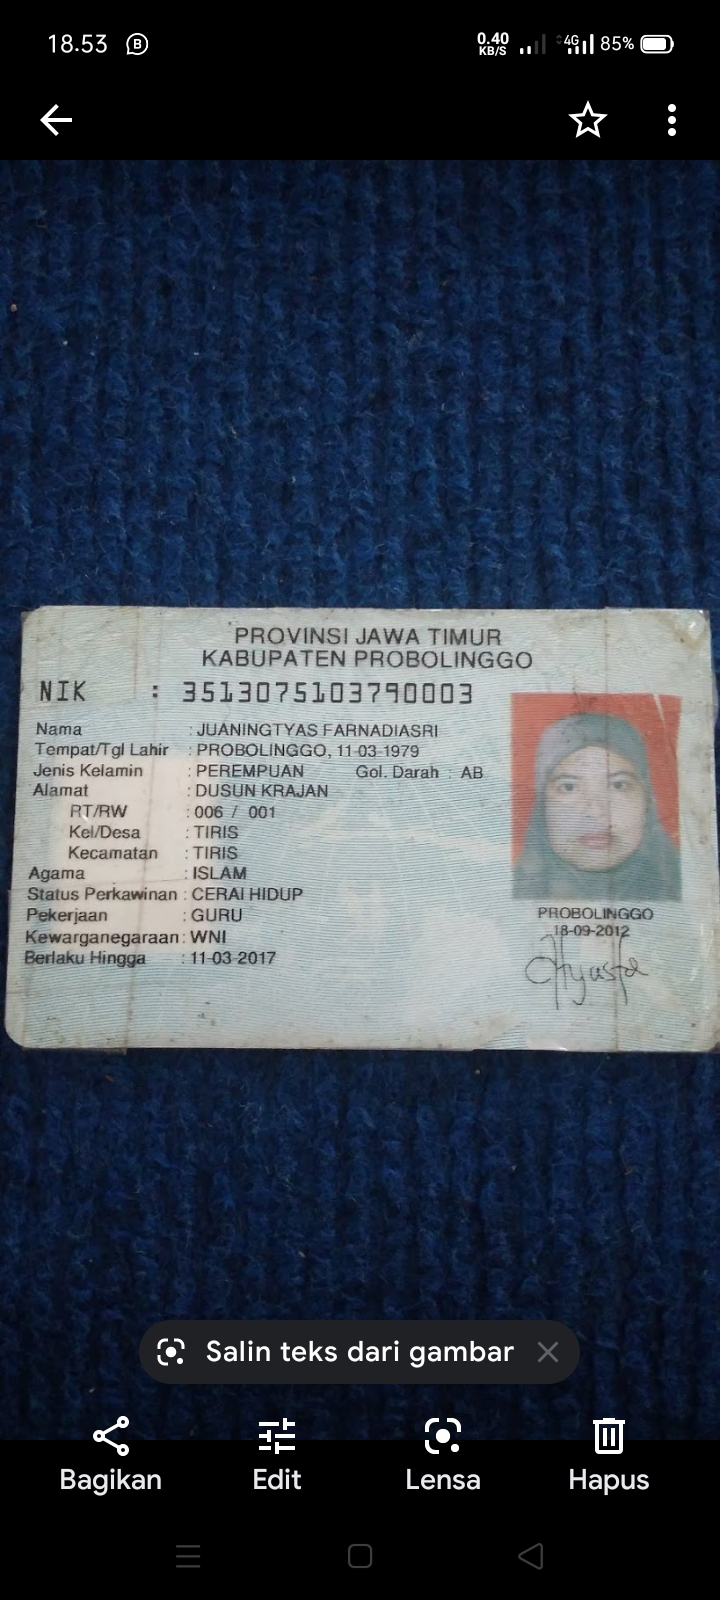 18.53
0.40
KB/S
4G
85%
PROVINSI JAWA TIMUR
KABUPATEN PROBOLINGGO
NIK : 3513075103790003
Nama : JUANINGTYAS FARNADIASRI
Tempat/Tgl Lahir : PROBOLINGGO, 11-03-1979
Jenis Kelamin : PEREMPUAN Gol. Darah : AB
Alamat : DUSUN KRAJAN
RT/RW : 006 / 001
Kel/Desa : TIRIS
Kecamatan : TIRIS
Agama : ISLAM
Status Perkawinan : CERAI HIDUP
Pekerjaan : GURU
Kewarganegaraan : WNI
Berlaku Hingga : 11-03-2017
PROBOLINGGO
18-09-2012
Salin teks dari gambar
Bagikan
Edit
Lensa
Hapus